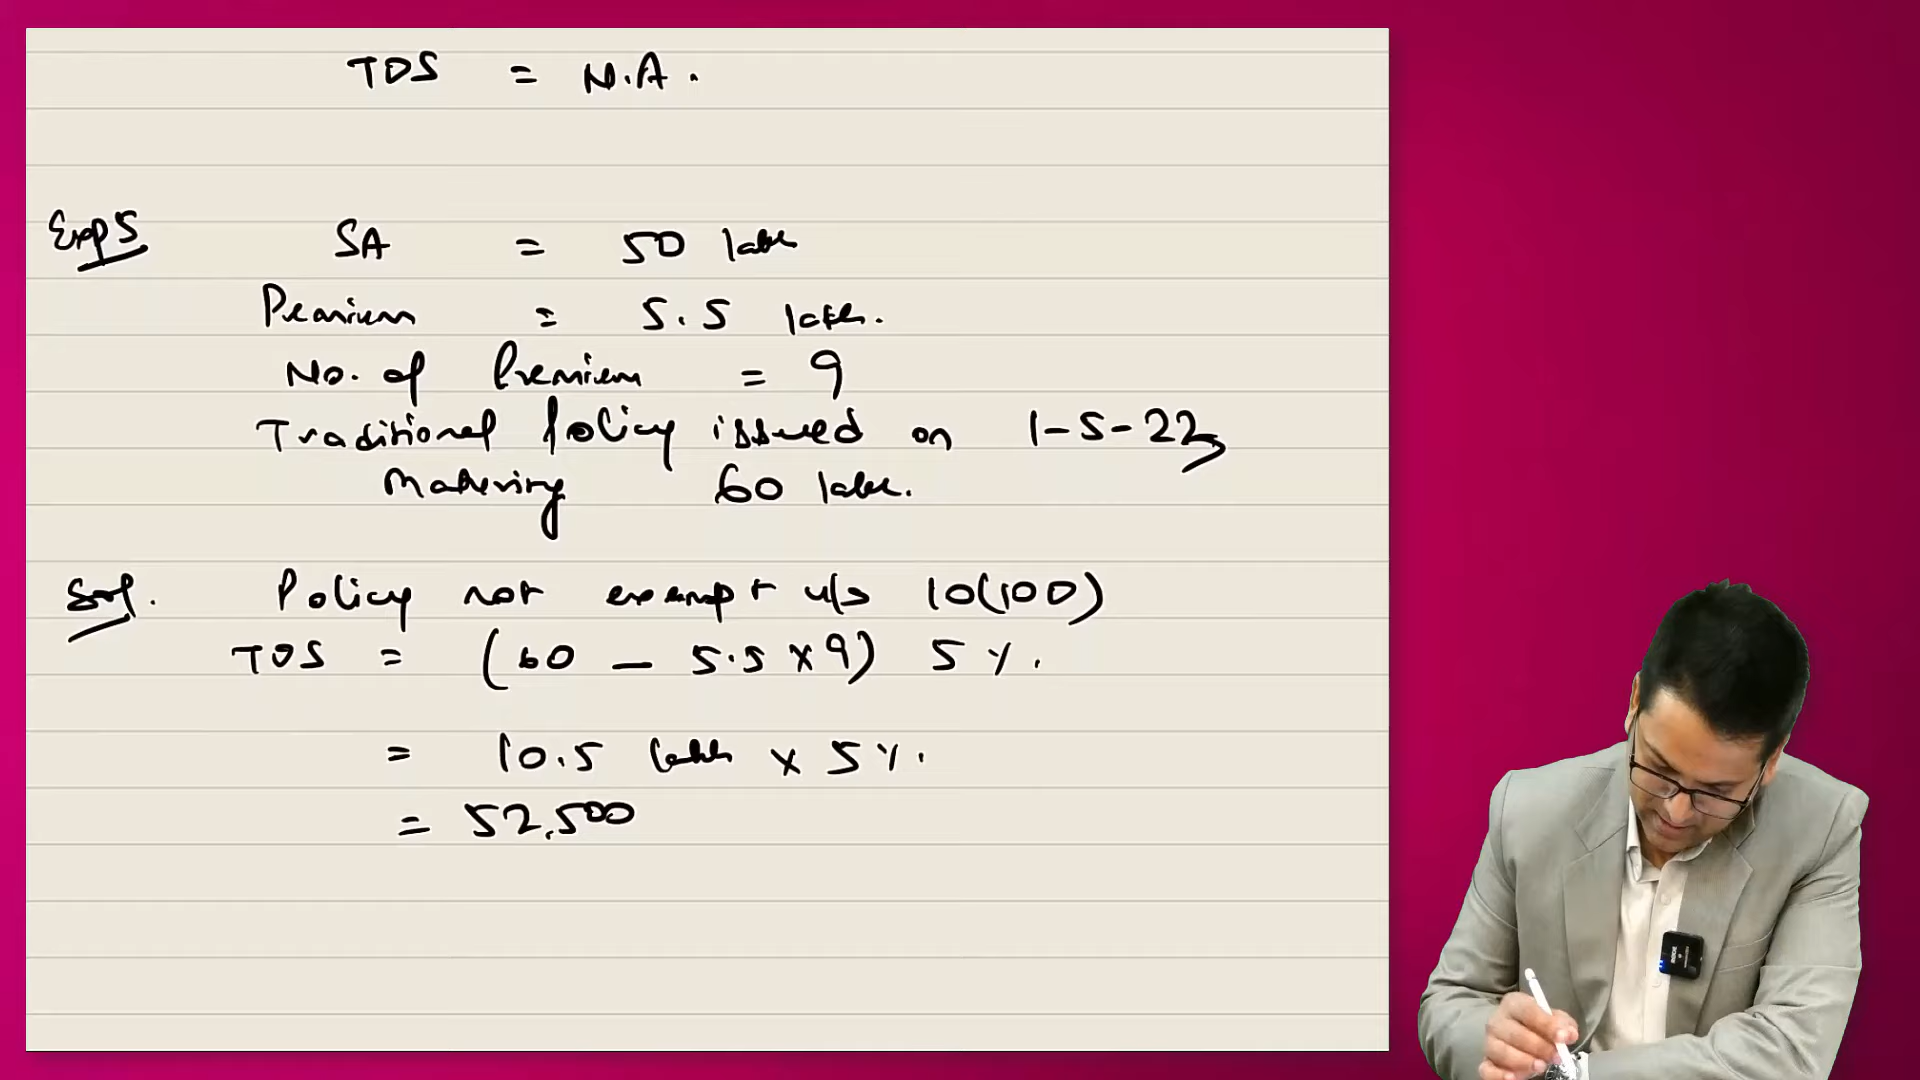 TDS = N.A.
Exp 5 SA = 50 lakh
Premium = 5.5 lakh.
No. of Premium = 9
Traditional policy issued on 1-5-22,
Maturing 60 lakh.
Sol. Policy not exempt u/s 10(10D)
TDS = (60 - 5.5 x 9) 5 %.
= 10.5 lakh x 5 %.
= 52,500